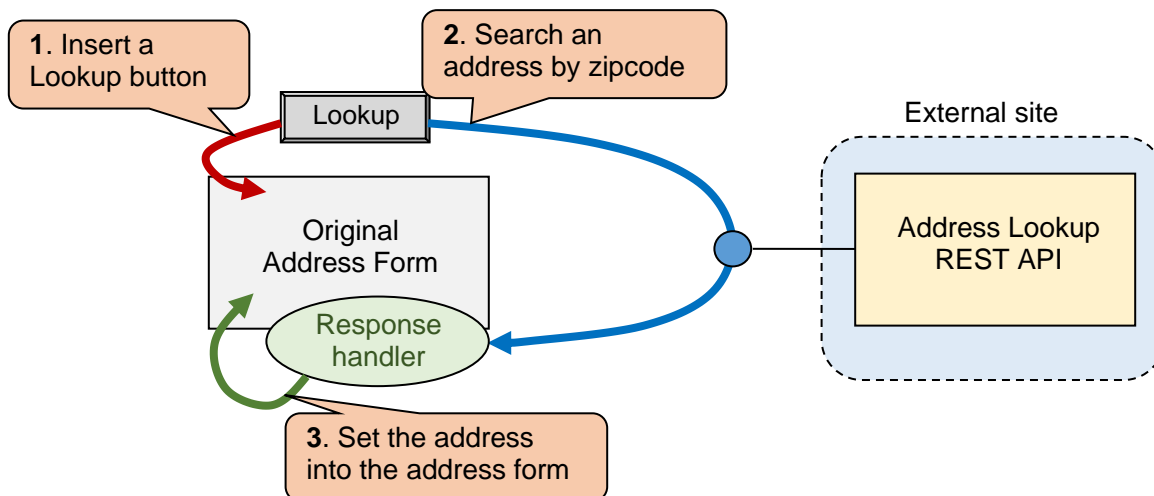 1. Insert a
Lookup button
2. Search an
address by zipcode
Lookup
External site
Original
Address Form
Address Lookup
REST API
Response
handler
3. Set the address
into the address form